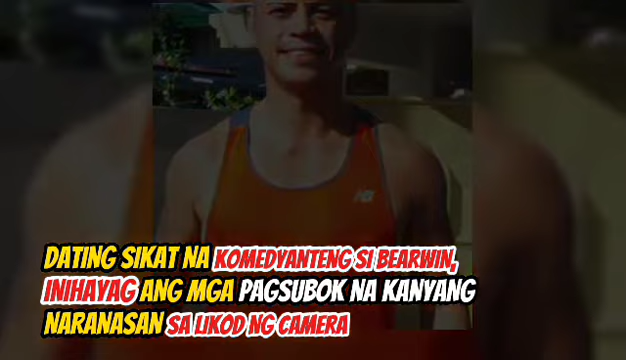 DATING SIKAT NA KOMEDYANTENG SI BEARWIN,
INIHAYAG ANG MGA PAGSUBOK NA KANYANG
NARANASAN SA LIKOD NG CAMERA